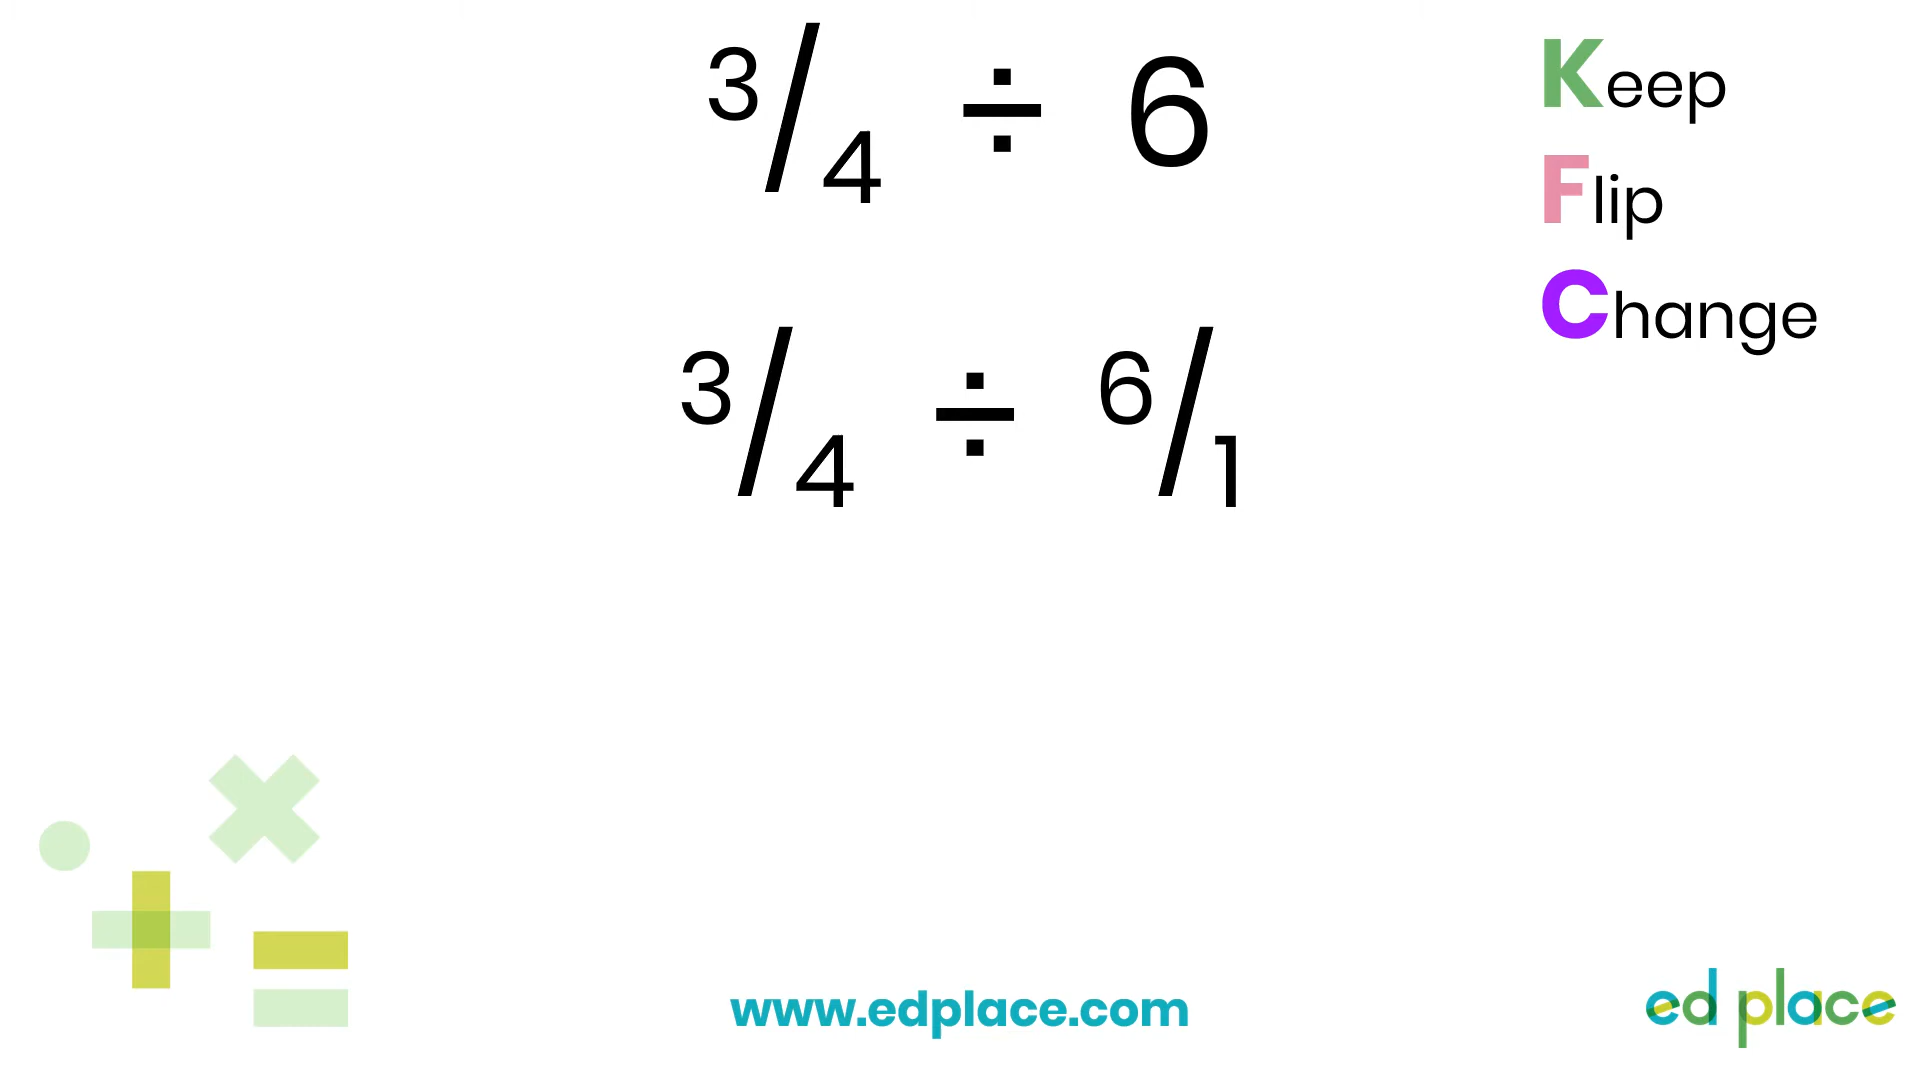 3/4 ÷ 6
Keep
Flip
Change
3/4 ÷ 6/1
www.edplace.com
ed place